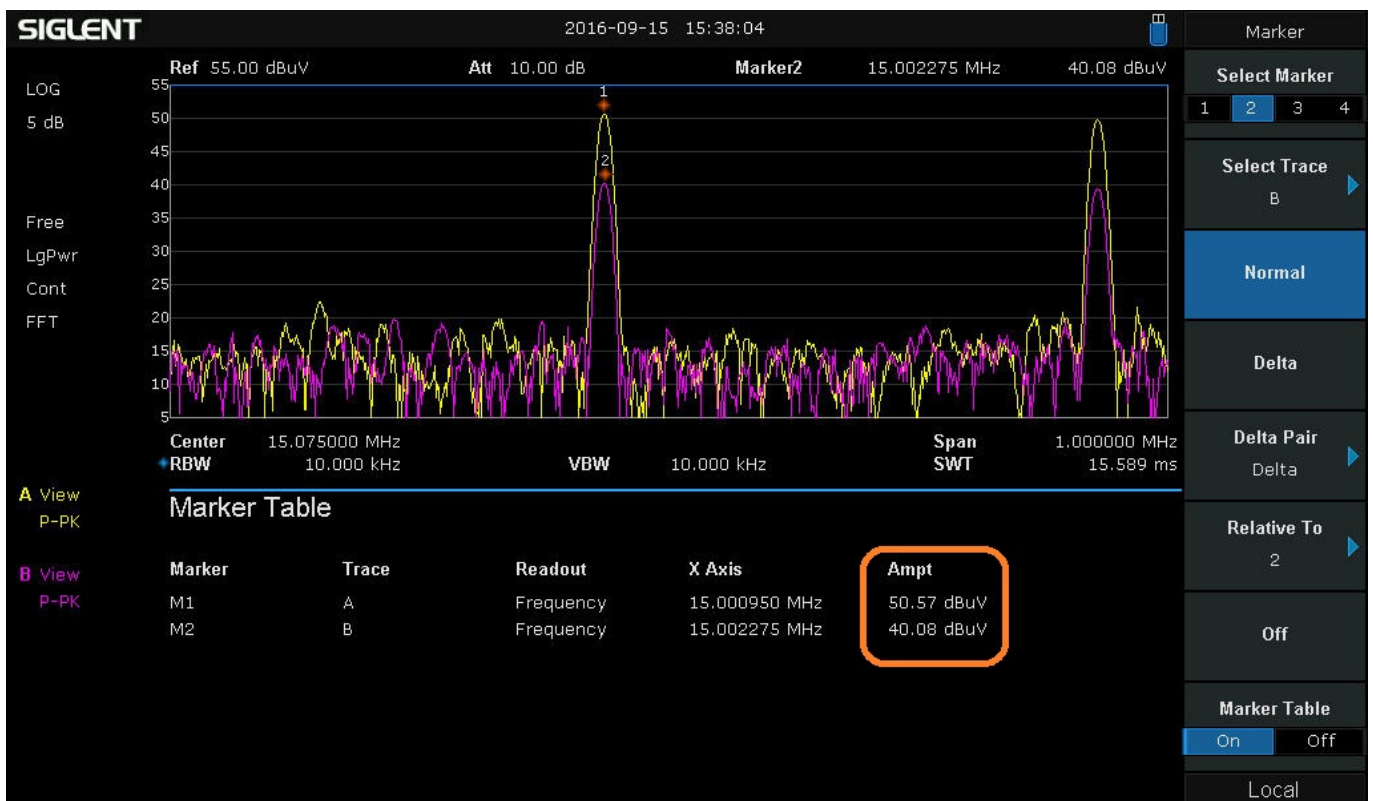 SIGLENT 2016-09-15 15:38:04 Marker
Ref 55.00 dBuV Att 10.00 dB Marker2 15.002275 MHz 40.08 dBuV
LOG
5 dB
Free
LgPwr
Cont
FFT
55
50
45
40
35
30
25
20
15
10
5
1
2
Center 15.075000 MHz Span 1.000000 MHz
RBW 10.000 kHz VBW 10.000 kHz SWT 15.589 ms
A View
P-PK
B View
P-PK
Marker Table
Marker Trace Readout X Axis Ampt
M1 A Frequency 15.000950 MHz 50.57 dBuV
M2 B Frequency 15.002275 MHz 40.08 dBuV
Select Marker
1 2 3 4
Select Trace
B
Normal
Delta
Delta Pair
Delta
Relative To
2
Off
Marker Table
On Off
Local